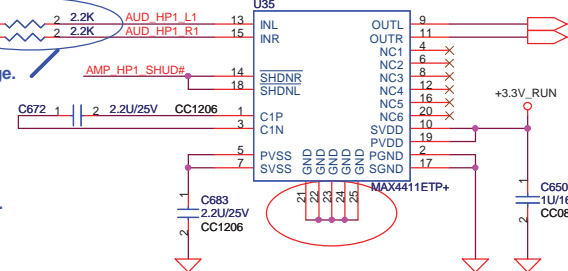 U35
2 2.2K AUD_HP1_L1 13 INL OUTL 9
2 2.2K AUD_HP1_R1 15 INR OUTR 11
NC1 4
NC2 6
ge.
AMP_HP1_SHUD# 14 SHDNR NC3 8
18 SHDNL NC4 12
NC5 16
+3.3V_RUN
C672 1 2 2.2U/25V CC1206 1 C1P NC6 20
3 C1N SVDD 10
PVDD 19
5 PVSS PGND 2
7 SVSS SGND 17
GND GND GND GND GND
21 22 23 24 25
MAX4411ETP+
1 C683
2.2U/25V
2 CC1206
1 C650
1U/16
2 CC08